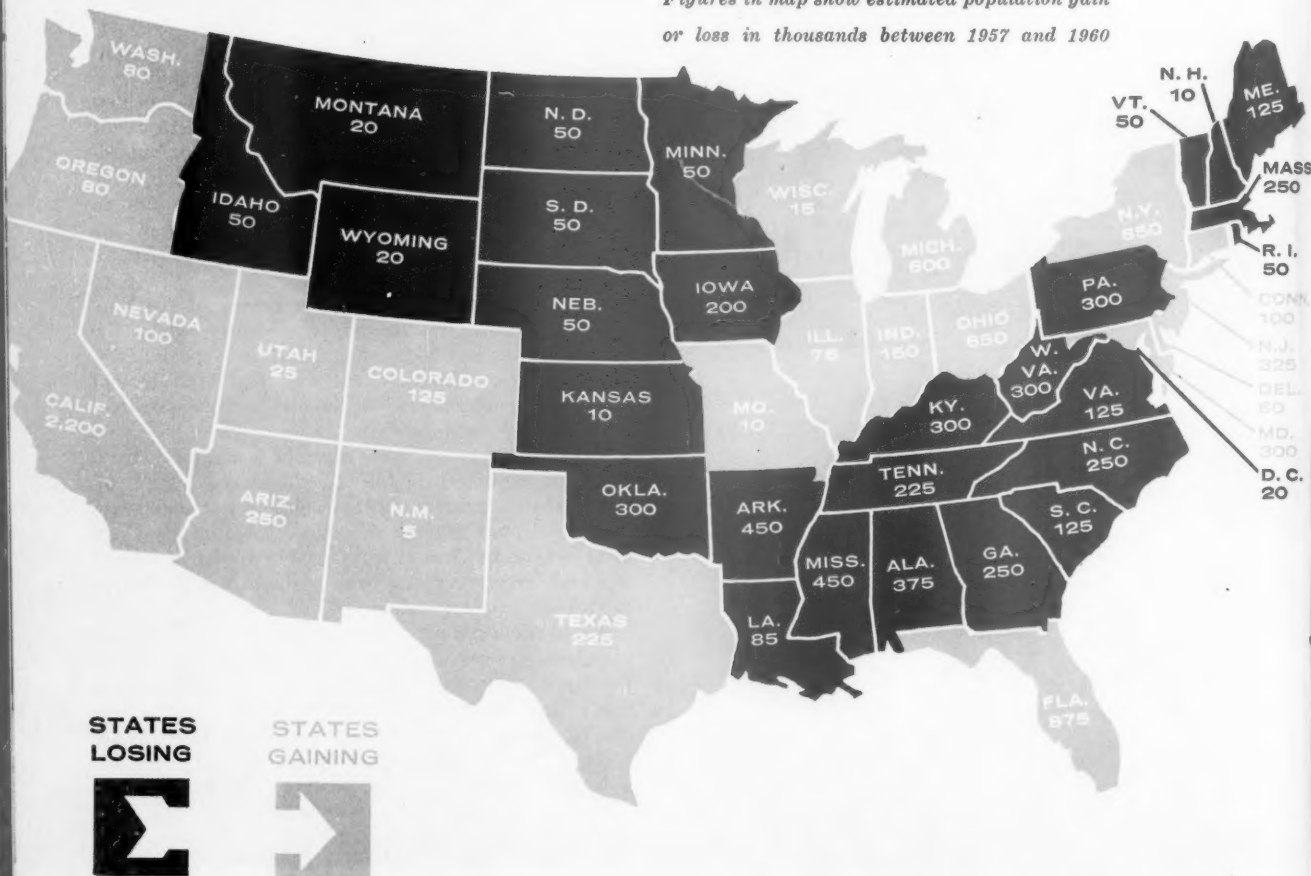 Figures in map show estimated population gain
or loss in thousands between 1957 and 1960
WASH.
80
OREGON
80
CALIF.
2,200
NEVADA
100
IDAHO
50
MONTANA
20
WYOMING
20
UTAH
25
COLORADO
125
ARIZ.
250
N.M.
5
N. D.
50
S. D.
50
NEB.
50
KANSAS
10
OKLA.
300
TEXAS
225
MINN.
50
IOWA
200
MO.
10
ARK.
450
LA.
85
WISC.
15
ILL.
75
MICH.
600
IND.
150
OHIO
650
KY.
300
TENN.
225
MISS.
450
ALA.
375
GA.
250
FLA.
875
S. C.
125
N. C.
250
VA.
125
W.
VA.
300
PA.
300
N.Y.
650
VT.
50
N. H.
10
ME.
125
MASS
250
R. I.
50
CONN
100
N.J.
325
DEL.
60
MD.
300
D. C.
20
STATES
LOSING
STATES
GAINING